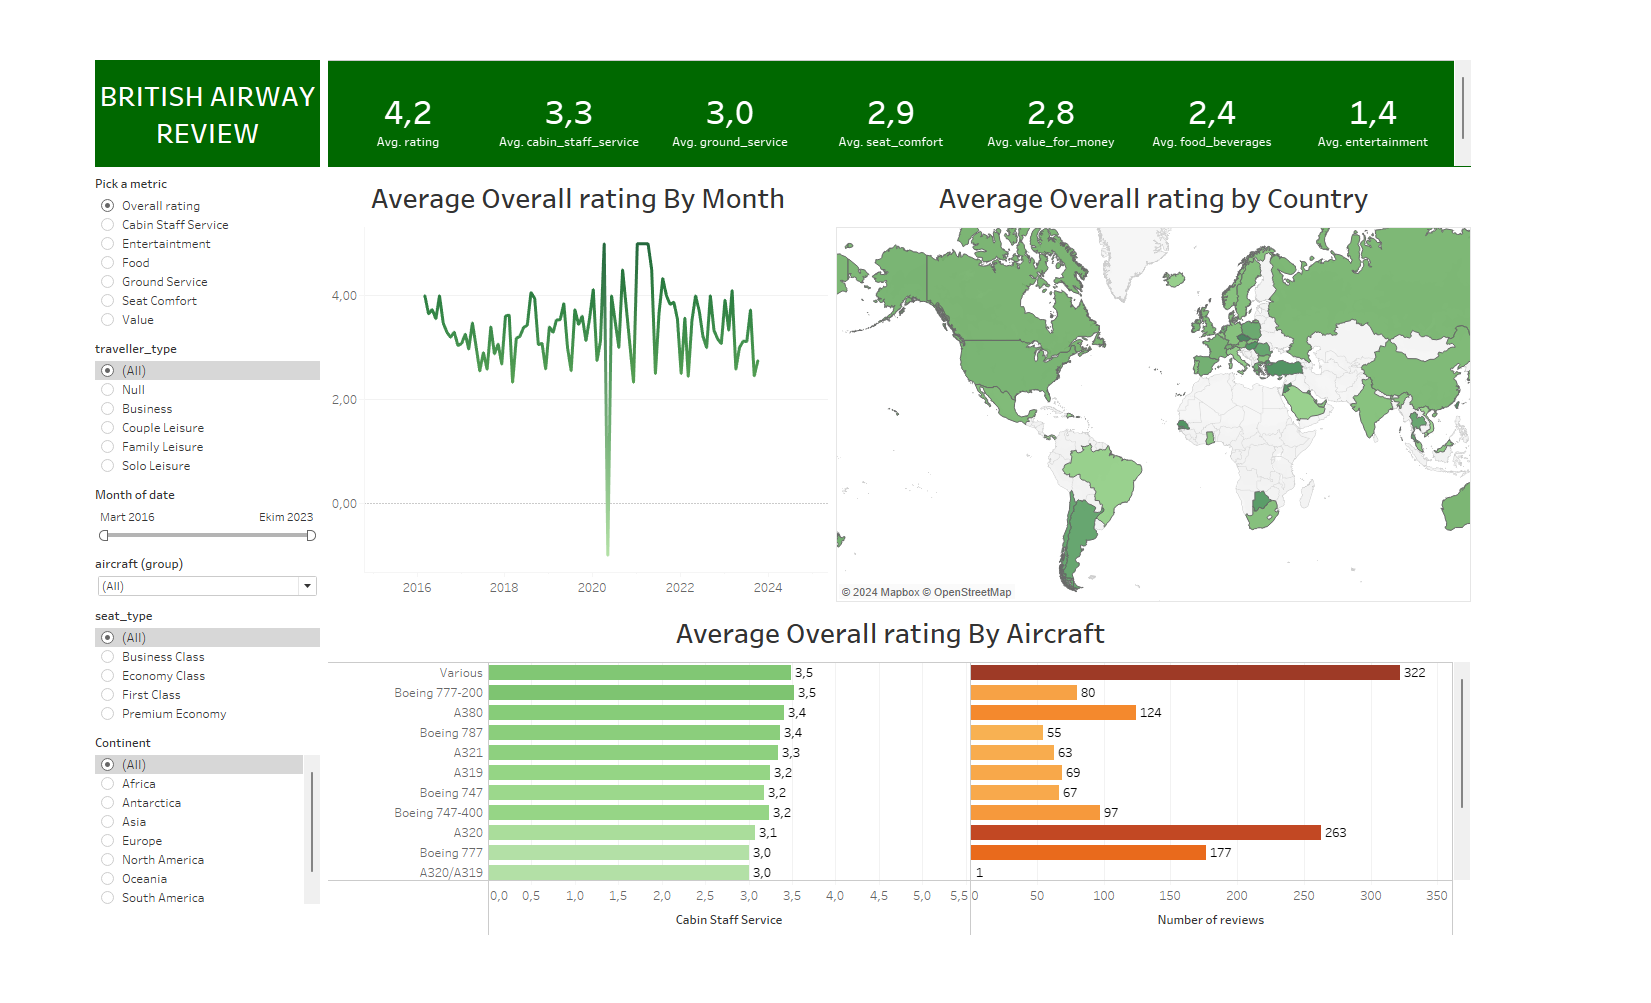 BRITISH AIRWAY
REVIEW
4,2
Avg. rating
3,3
Avg. cabin_staff_service
3,0
Avg. ground_service
2,9
Avg. seat_comfort
2,8
Avg. value_for_money
2,4
Avg. food_beverages
1,4
Avg. entertainment
Pick a metric
Overall rating
Cabin Staff Service
Entertaintment
Food
Ground Service
Seat Comfort
Value
traveller_type
(All)
Null
Business
Couple Leisure
Family Leisure
Solo Leisure
Month of date
Mart 2016 Ekim 2023
aircraft (group)
(All)
seat_type
(All)
Business Class
Economy Class
First Class
Premium Economy
Continent
(All)
Africa
Antarctica
Asia
Europe
North America
Oceania
South America
Average Overall rating By Month
4,00
2,00
0,00
2016 2018 2020 2022 2024
Average Overall rating by Country
© 2024 Mapbox © OpenStreetMap
Average Overall rating By Aircraft
Various 3,5 322
Boeing 777-200 3,5 80
A380 3,4 124
Boeing 787 3,4 55
A321 3,3 63
A319 3,2 69
Boeing 747 3,2 67
Boeing 747-400 3,2 97
A320 3,1 263
Boeing 777 3,0 177
A320/A319 3,0 1
0,0 0,5 1,0 1,5 2,0 2,5 3,0 3,5 4,0 4,5 5,0 5,5 0 50 100 150 200 250 300 350
Cabin Staff Service Number of reviews